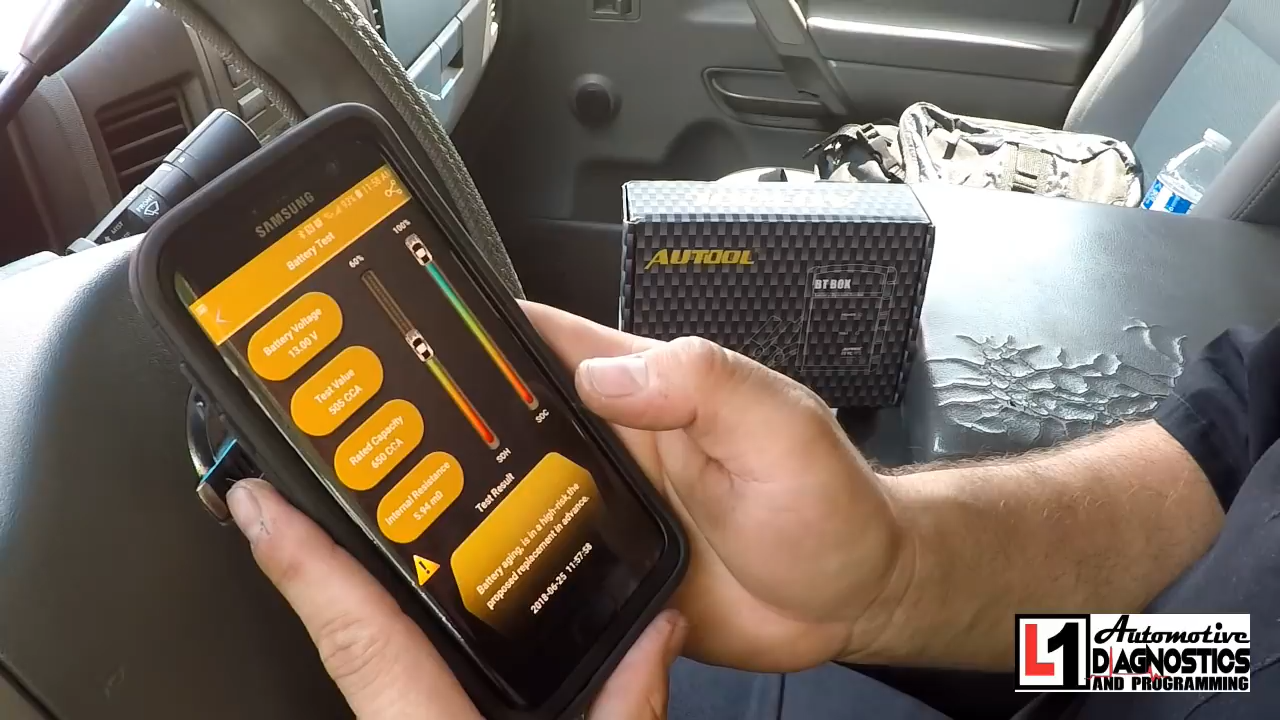 SAMSUNG
Battery Test
Battery Voltage
13.00 V
Test Value
505 CCA
Rated Capacity
650 CCA
Internal Resistance
5.94 mΩ
60%
100%
SOH
SOC
Test Result
Battery aging, is in a high-risk,the
proposed replacement in advance.
2018-06-25 11:57:58
AUTOOL
BT BOX
FRONT
MIST
L1
Automotive
DIAGNOSTICS
AND PROGRAMMING